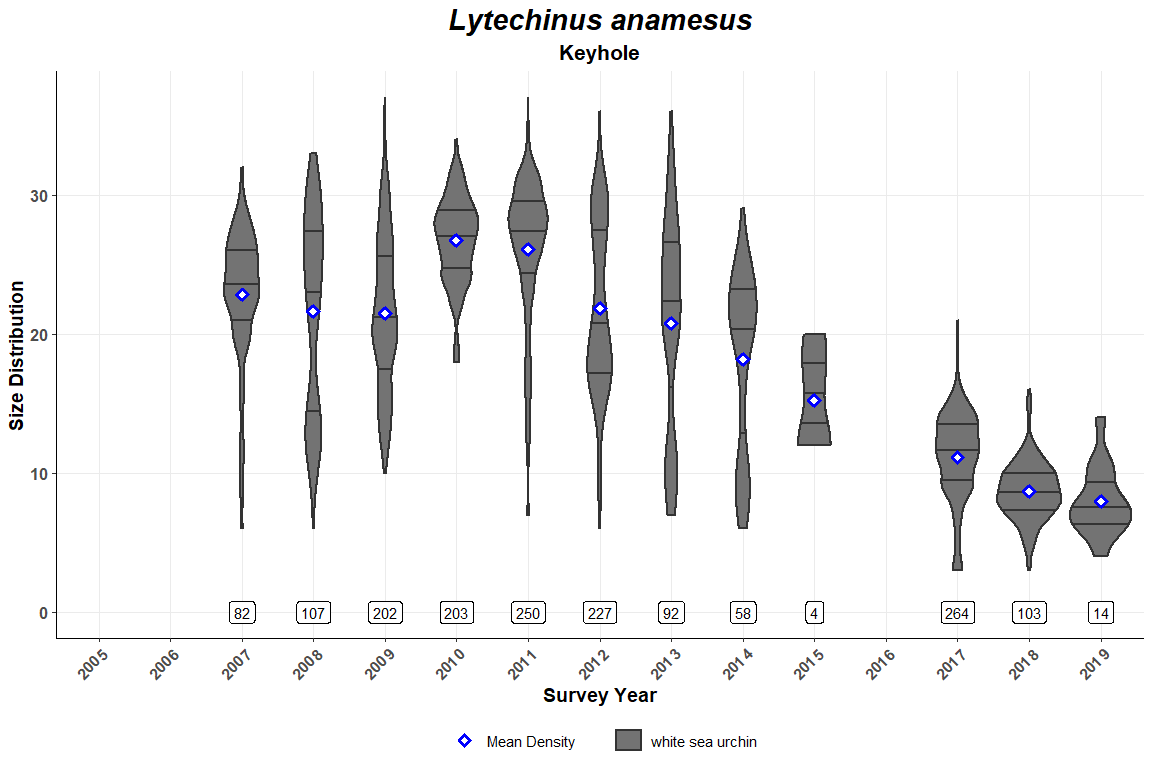 Lytechinus anamesus
Keyhole
Size Distribution
30
20
10
0
82 107 202 203 250 227 92 58 4 264 103 14
2005 2006 2007 2008 2009 2010 2011 2012 2013 2014 2015 2016 2017 2018 2019
Survey Year
Mean Density white sea urchin